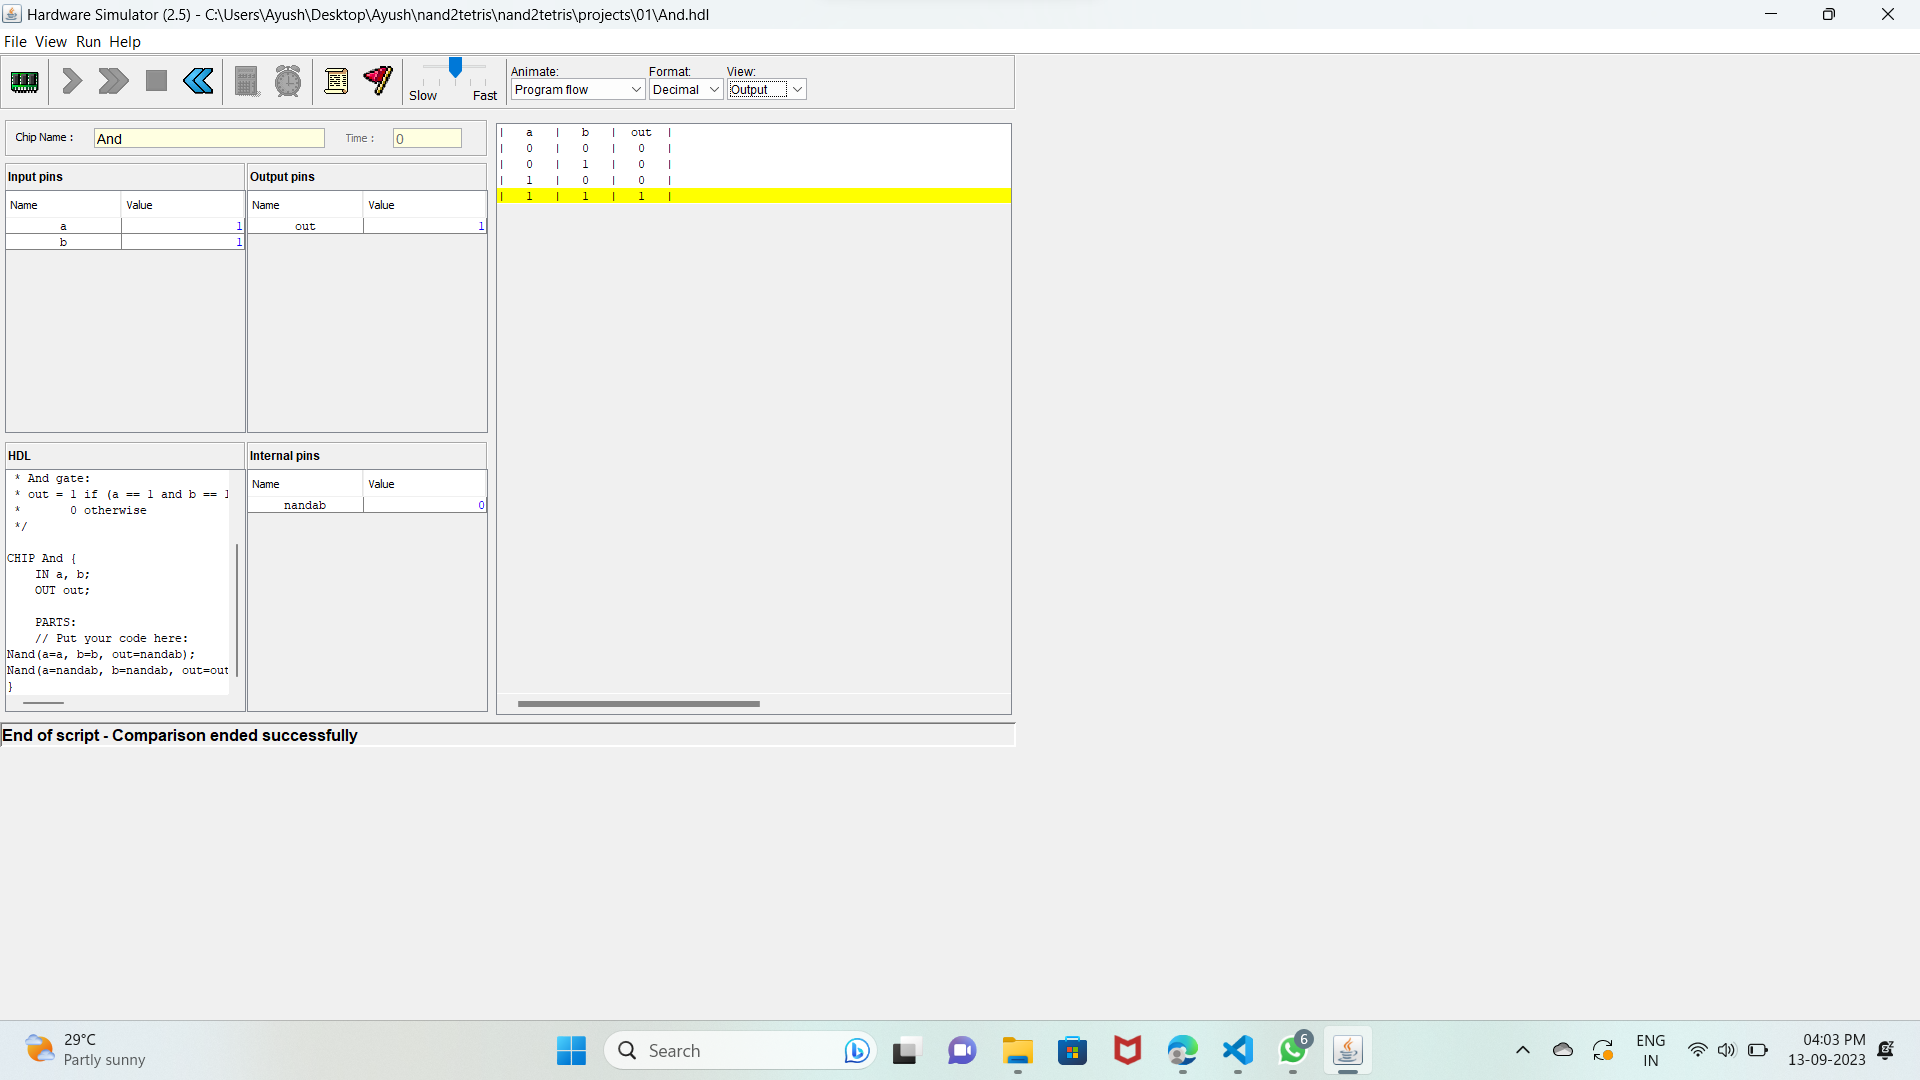 Hardware Simulator (2.5) - C:\Users\Ayush\Desktop\Ayush\nand2tetris\nand2tetris\projects\01\And.hdl
File View Run Help
Slow Fast
Animate: Format: View:
Program flow Decimal Output
Chip Name : And Time : 0
Input pins
Name Value
a 1
b 1
Output pins
Name Value
out 1
| a | b | out |
| 0 | 0 | 0 |
| 0 | 1 | 0 |
| 1 | 0 | 0 |
| 1 | 1 | 1 |
HDL
* And gate:
* out = 1 if (a == 1 and b == 1
* 0 otherwise
*/
CHIP And {
IN a, b;
OUT out;
PARTS:
// Put your code here:
Nand(a=a, b=b, out=nandab);
Nand(a=nandab, b=nandab, out=out
}
Internal pins
Name Value
nandab 0
End of script - Comparison ended successfully
29°C
Partly sunny
Search
6
ENG
IN
04:03 PM
13-09-2023